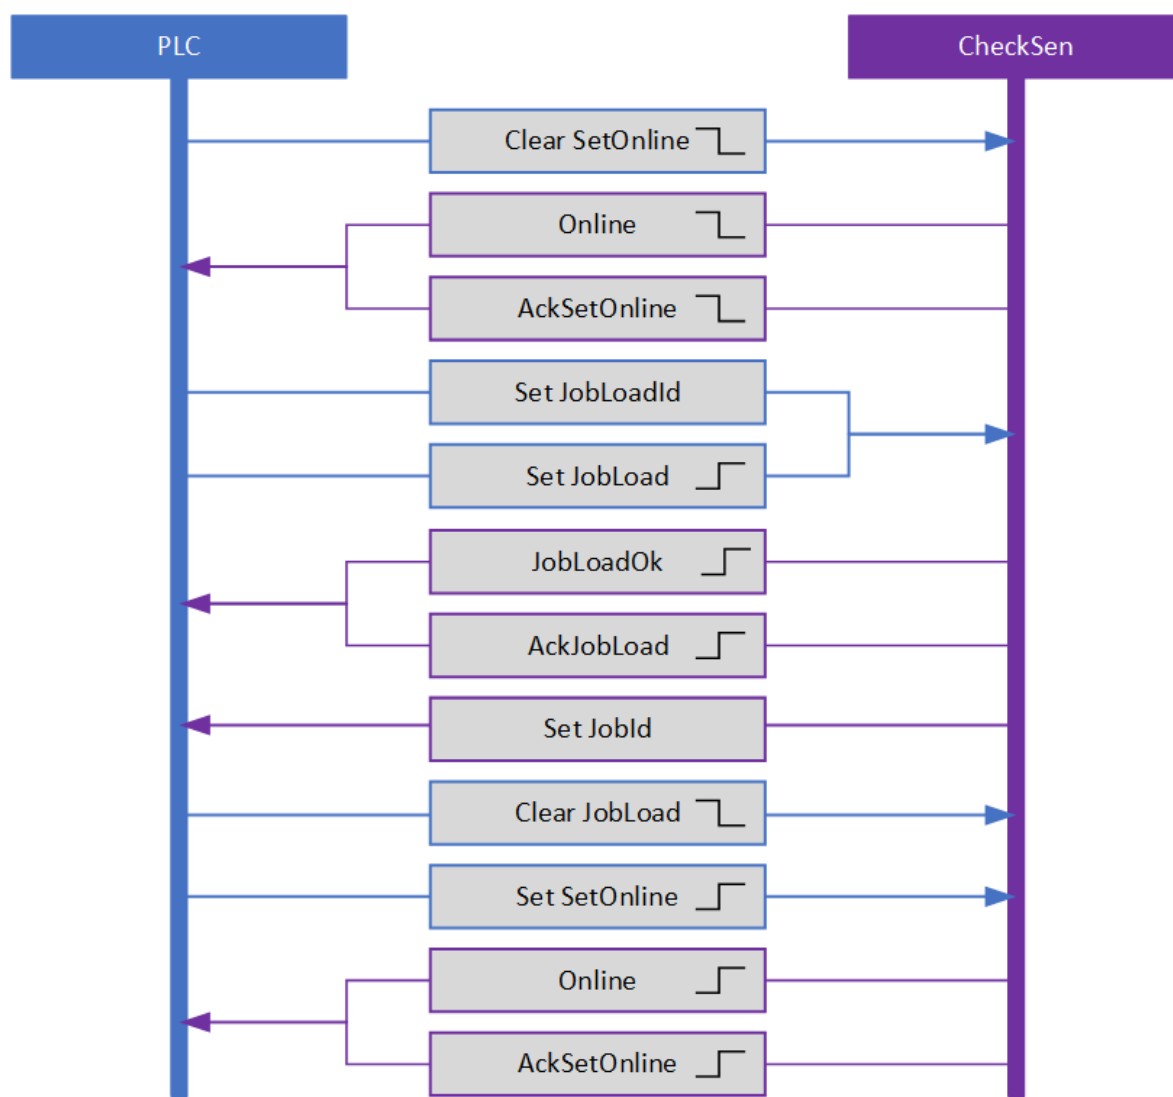 PLC
CheckSen
Clear SetOnline
Online
AckSetOnline
Set JobLoadId
Set JobLoad
JobLoadOk
AckJobLoad
Set JobId
Clear JobLoad
Set SetOnline
Online
AckSetOnline